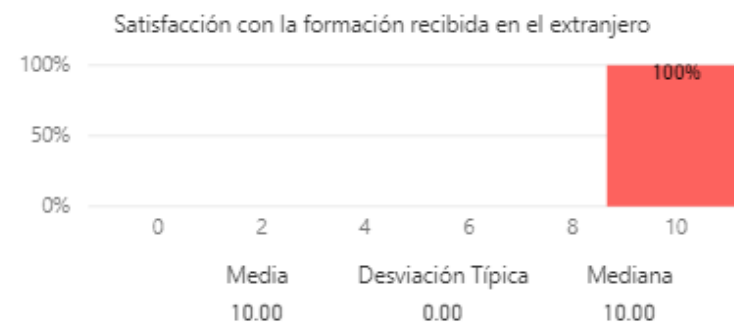 Satisfacción con la formación recibida en el extranjero
100%
100%
50%
0%
0 2 4 6 8 10
Media Desviación Típica Mediana
10.00 0.00 10.00